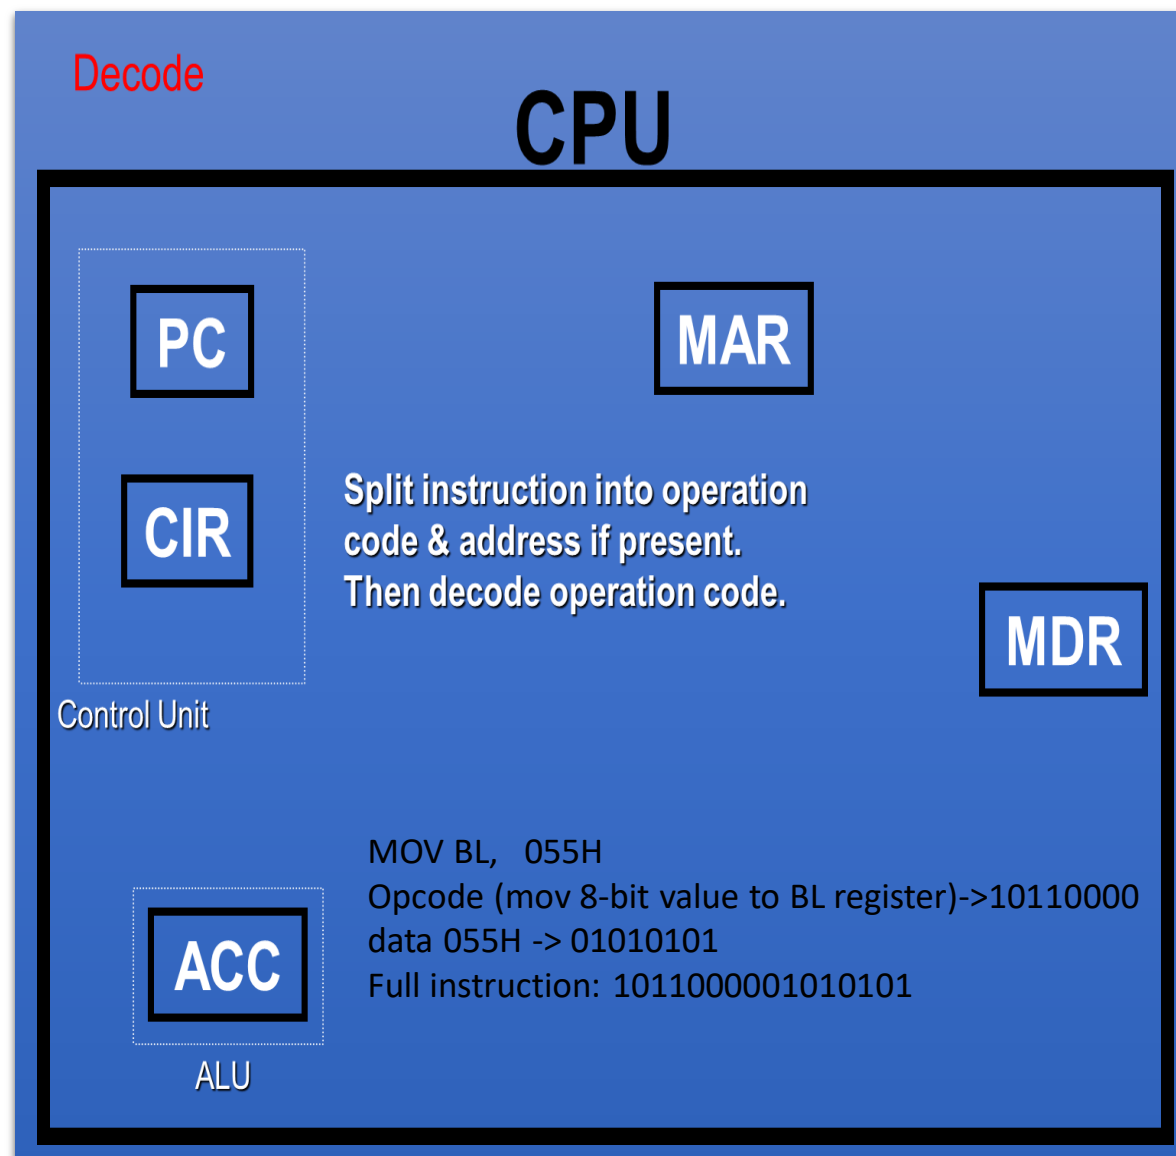 Decode
CPU
PC
MAR
CIR
Split instruction into operation
code & address if present.
Then decode operation code.
MDR
Control Unit
MOV BL,   055H
Opcode (mov 8-bit value to BL register)->10110000
data 055H -> 01010101
Full instruction: 1011000001010101
ACC
ALU